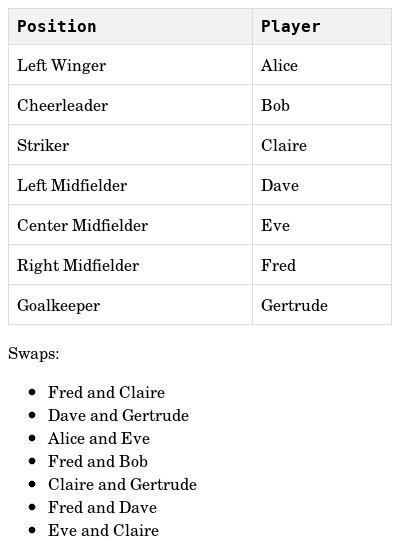 Position Player
Left Winger Alice
Cheerleader Bob
Striker Claire
Left Midfielder Dave
Center Midfielder Eve
Right Midfielder Fred
Goalkeeper Gertrude
Swaps:
Fred and Claire
Dave and Gertrude
Alice and Eve
Fred and Bob
Claire and Gertrude
Fred and Dave
Eve and Claire